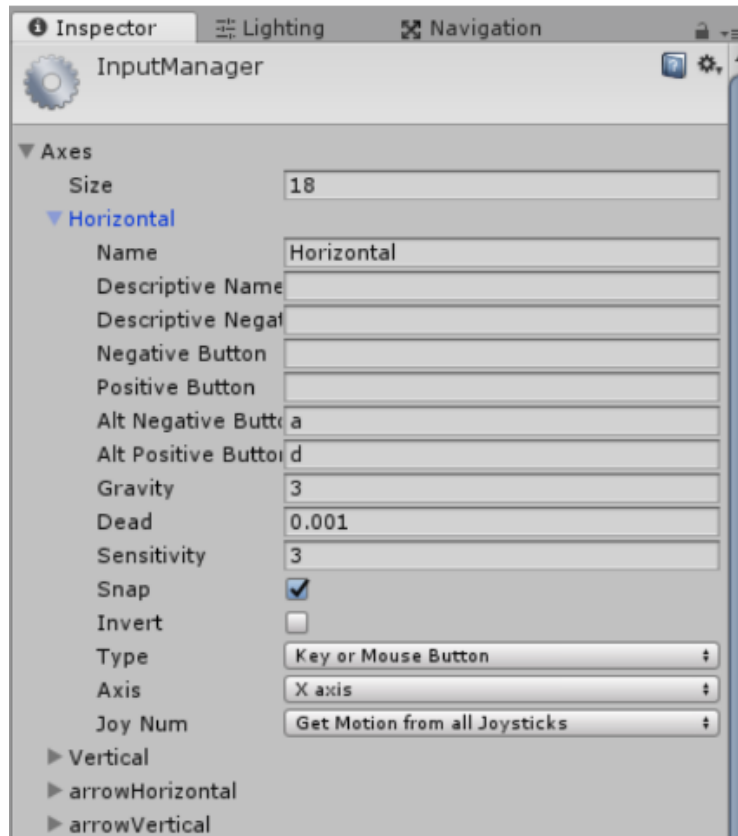 Inspector Lighting Navigation
InputManager
Axes
Size 18
Horizontal
Name Horizontal
Descriptive Name
Descriptive Negat
Negative Button
Positive Button
Alt Negative Butto a
Alt Positive Button d
Gravity 3
Dead 0.001
Sensitivity 3
Snap
Invert
Type Key or Mouse Button
Axis X axis
Joy Num Get Motion from all Joysticks
Vertical
arrowHorizontal
arrowVertical